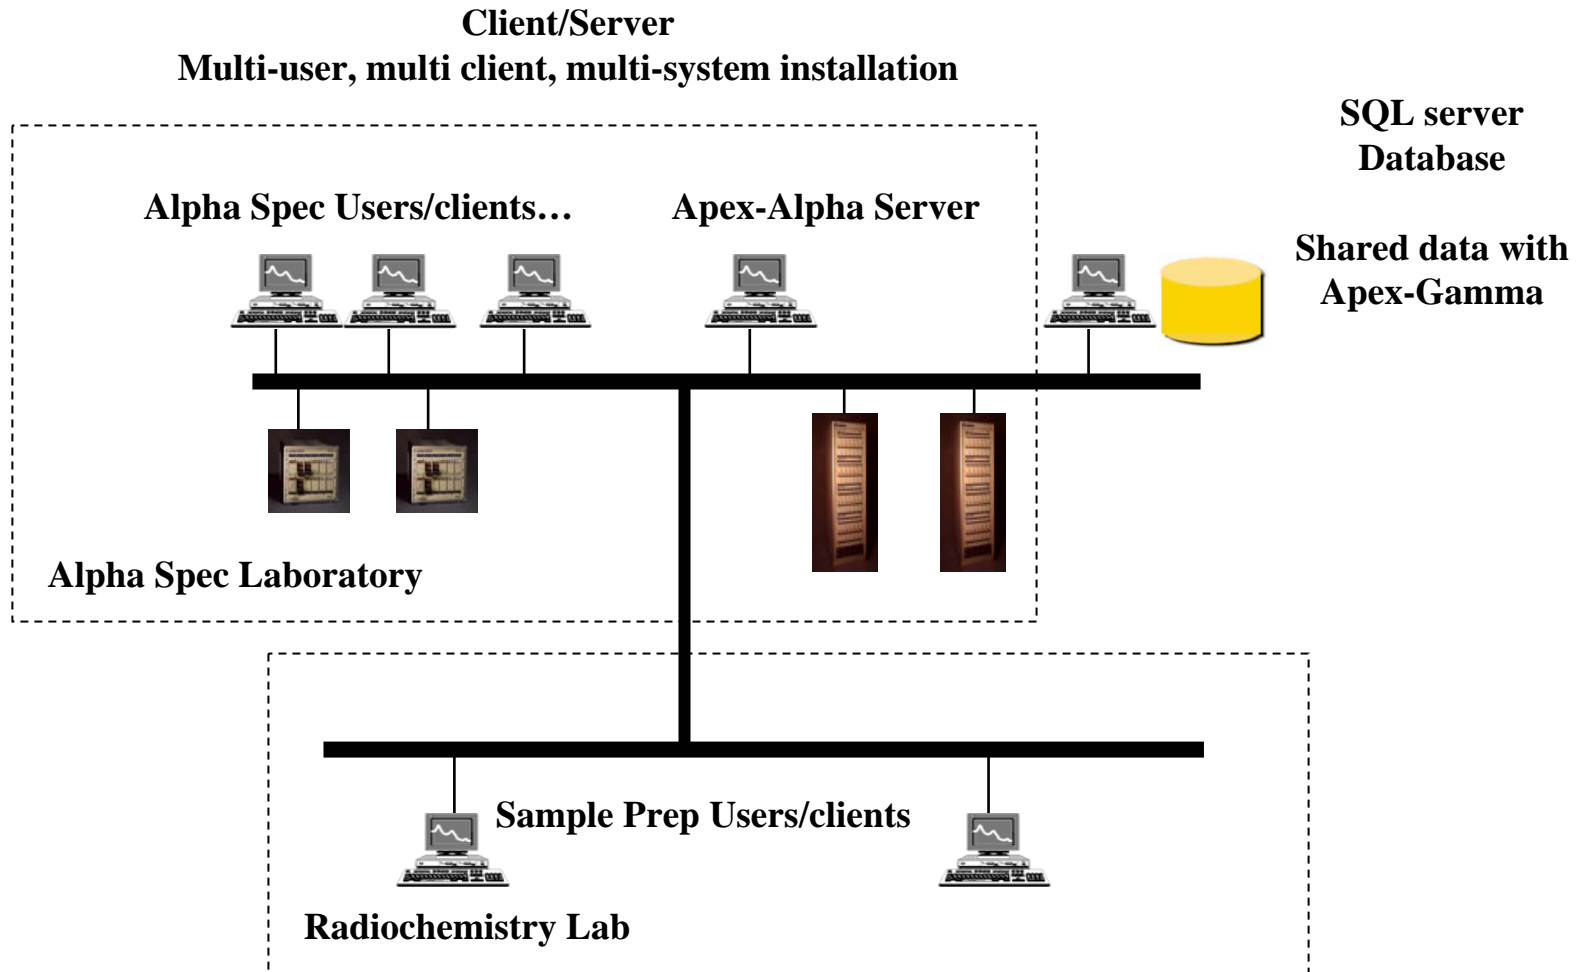 Client/Server
Multi-user, multi client, multi-system installation
SQL server
Database
Alpha Spec Users/clients…
Apex-Alpha Server
Shared data with
Apex-Gamma
Alpha Spec Laboratory
Sample Prep Users/clients
Radiochemistry Lab